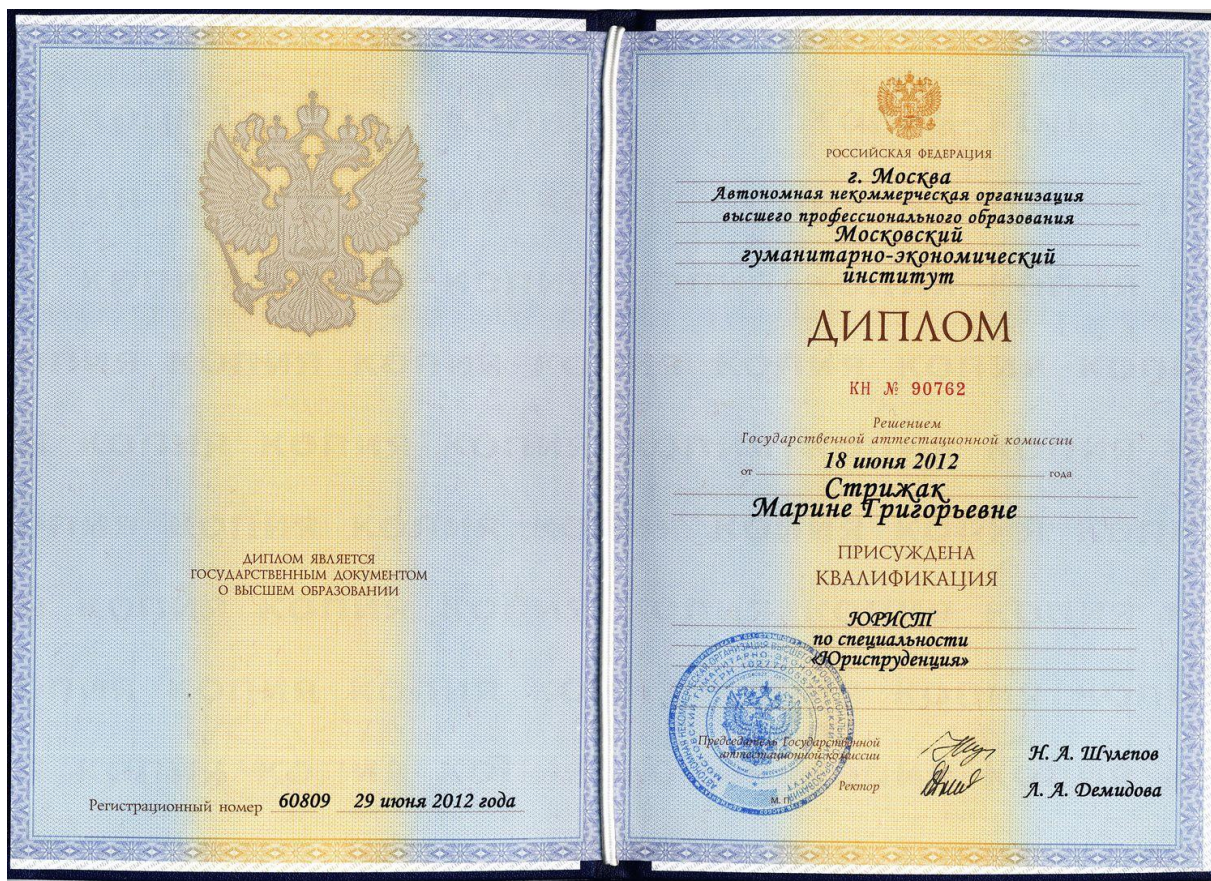 ДИПЛОМ ЯВЛЯЕТСЯ
ГОСУДАРСТВЕННЫМ ДОКУМЕНТОМ
О ВЫСШЕМ ОБРАЗОВАНИИ
Регистрационный номер 60809 29 июня 2012 года
РОССИЙСКАЯ ФЕДЕРАЦИЯ
г. Москва
Автономная некоммерческая организация
высшего профессионального образования
Московский
гуманитарно-экономический
институт
ДИПЛОМ
КН № 90762
Решением
Государственной аттестационной комиссии
от 18 июня 2012 года
Стрижак
Марине Григорьевне
ПРИСУЖДЕНА
КВАЛИФИКАЦИЯ
ЮРИСТ
по специальности
«Юриспруденция»
Председатель Государственной
аттестационной комиссии Н. А. Шулепов
Ректор Л. А. Демидова
М. П.